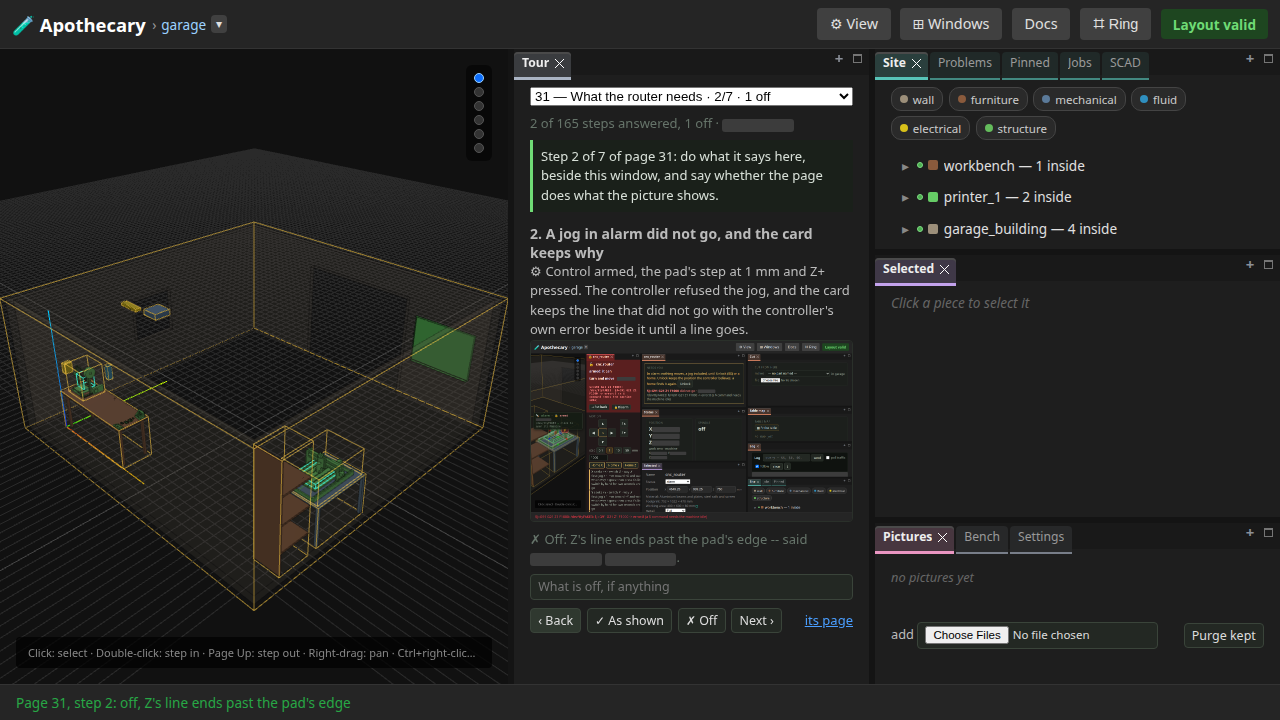 Apothecary › garage ▾
⚙ View
⊞ Windows
Docs
⌗ Ring
Layout valid
Click: select · Double-click: step in · Page Up: step out · Right-drag: pan · Ctrl+right-clic...
Tour
31 — What the router needs · 2/7 · 1 off
2 of 165 steps answered, 1 off ·
Step 2 of 7 of page 31: do what it says here,
beside this window, and say whether the page
does what the picture shows.
2. A jog in alarm did not go, and the card
keeps why
⚙ Control armed, the pad's step at 1 mm and Z+
pressed. The controller refused the jog, and the card
keeps the line that did not go with the controller's
own error beside it until a line goes.
✗ Off: Z's line ends past the pad's edge -- said
.
What is off, if anything
‹ Back
✓ As shown
✗ Off
Next ›
its page
Site
Problems
Pinned
Jobs
SCAD
wall
furniture
mechanical
fluid
electrical
structure
workbench — 1 inside
printer_1 — 2 inside
garage_building — 4 inside
Selected
Click a piece to select it
Pictures
Bench
Settings
no pictures yet
add Choose Files No file chosen
Purge kept
Page 31, step 2: off, Z's line ends past the pad's edge